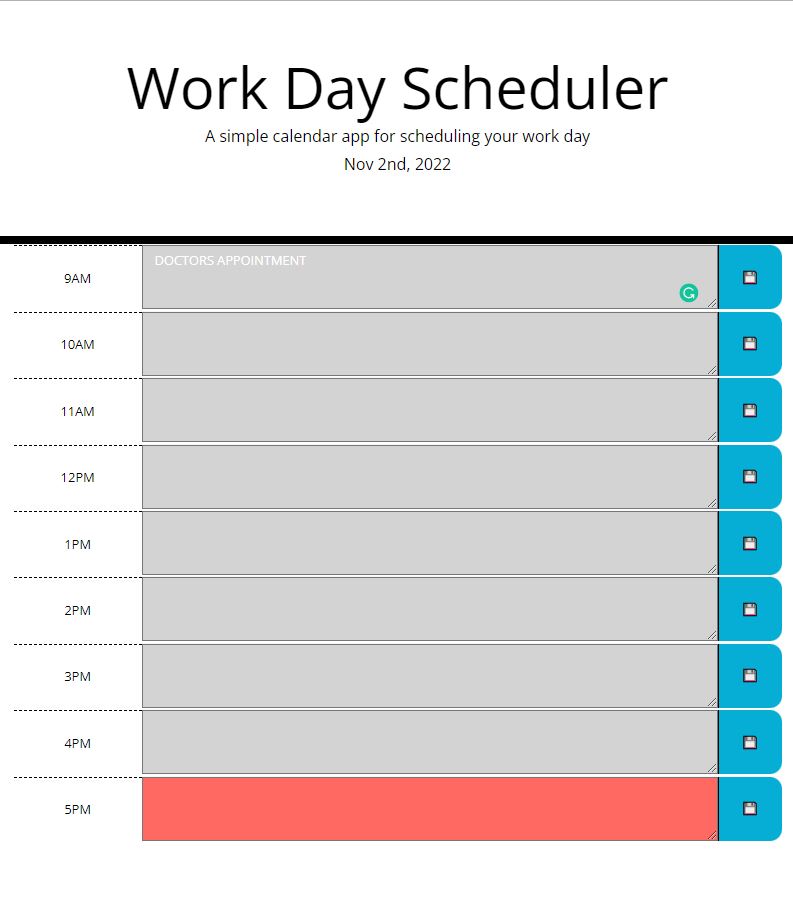 Work Day Scheduler
A simple calendar app for scheduling your work day
Nov 2nd, 2022
9AM DOCTORS APPOINTMENT
10AM
11AM
12PM
1PM
2PM
3PM
4PM
5PM